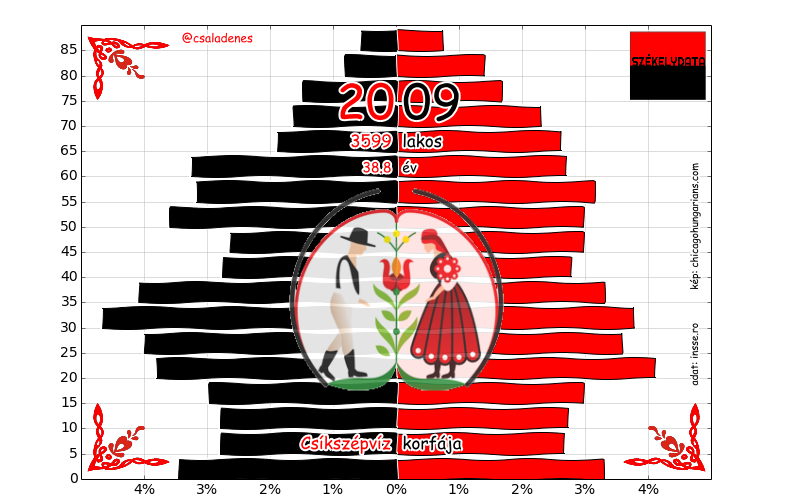 @csaladenes
SZÉKELYDATA
2009
3599 lakos
38.8 év
kép: chicagohungarians.com
adat: insse.ro
Csíkszépvíz korfája
85
80
75
70
65
60
55
50
45
40
35
30
25
20
15
10
5
0
4% 3% 2% 1% 0% 1% 2% 3% 4%